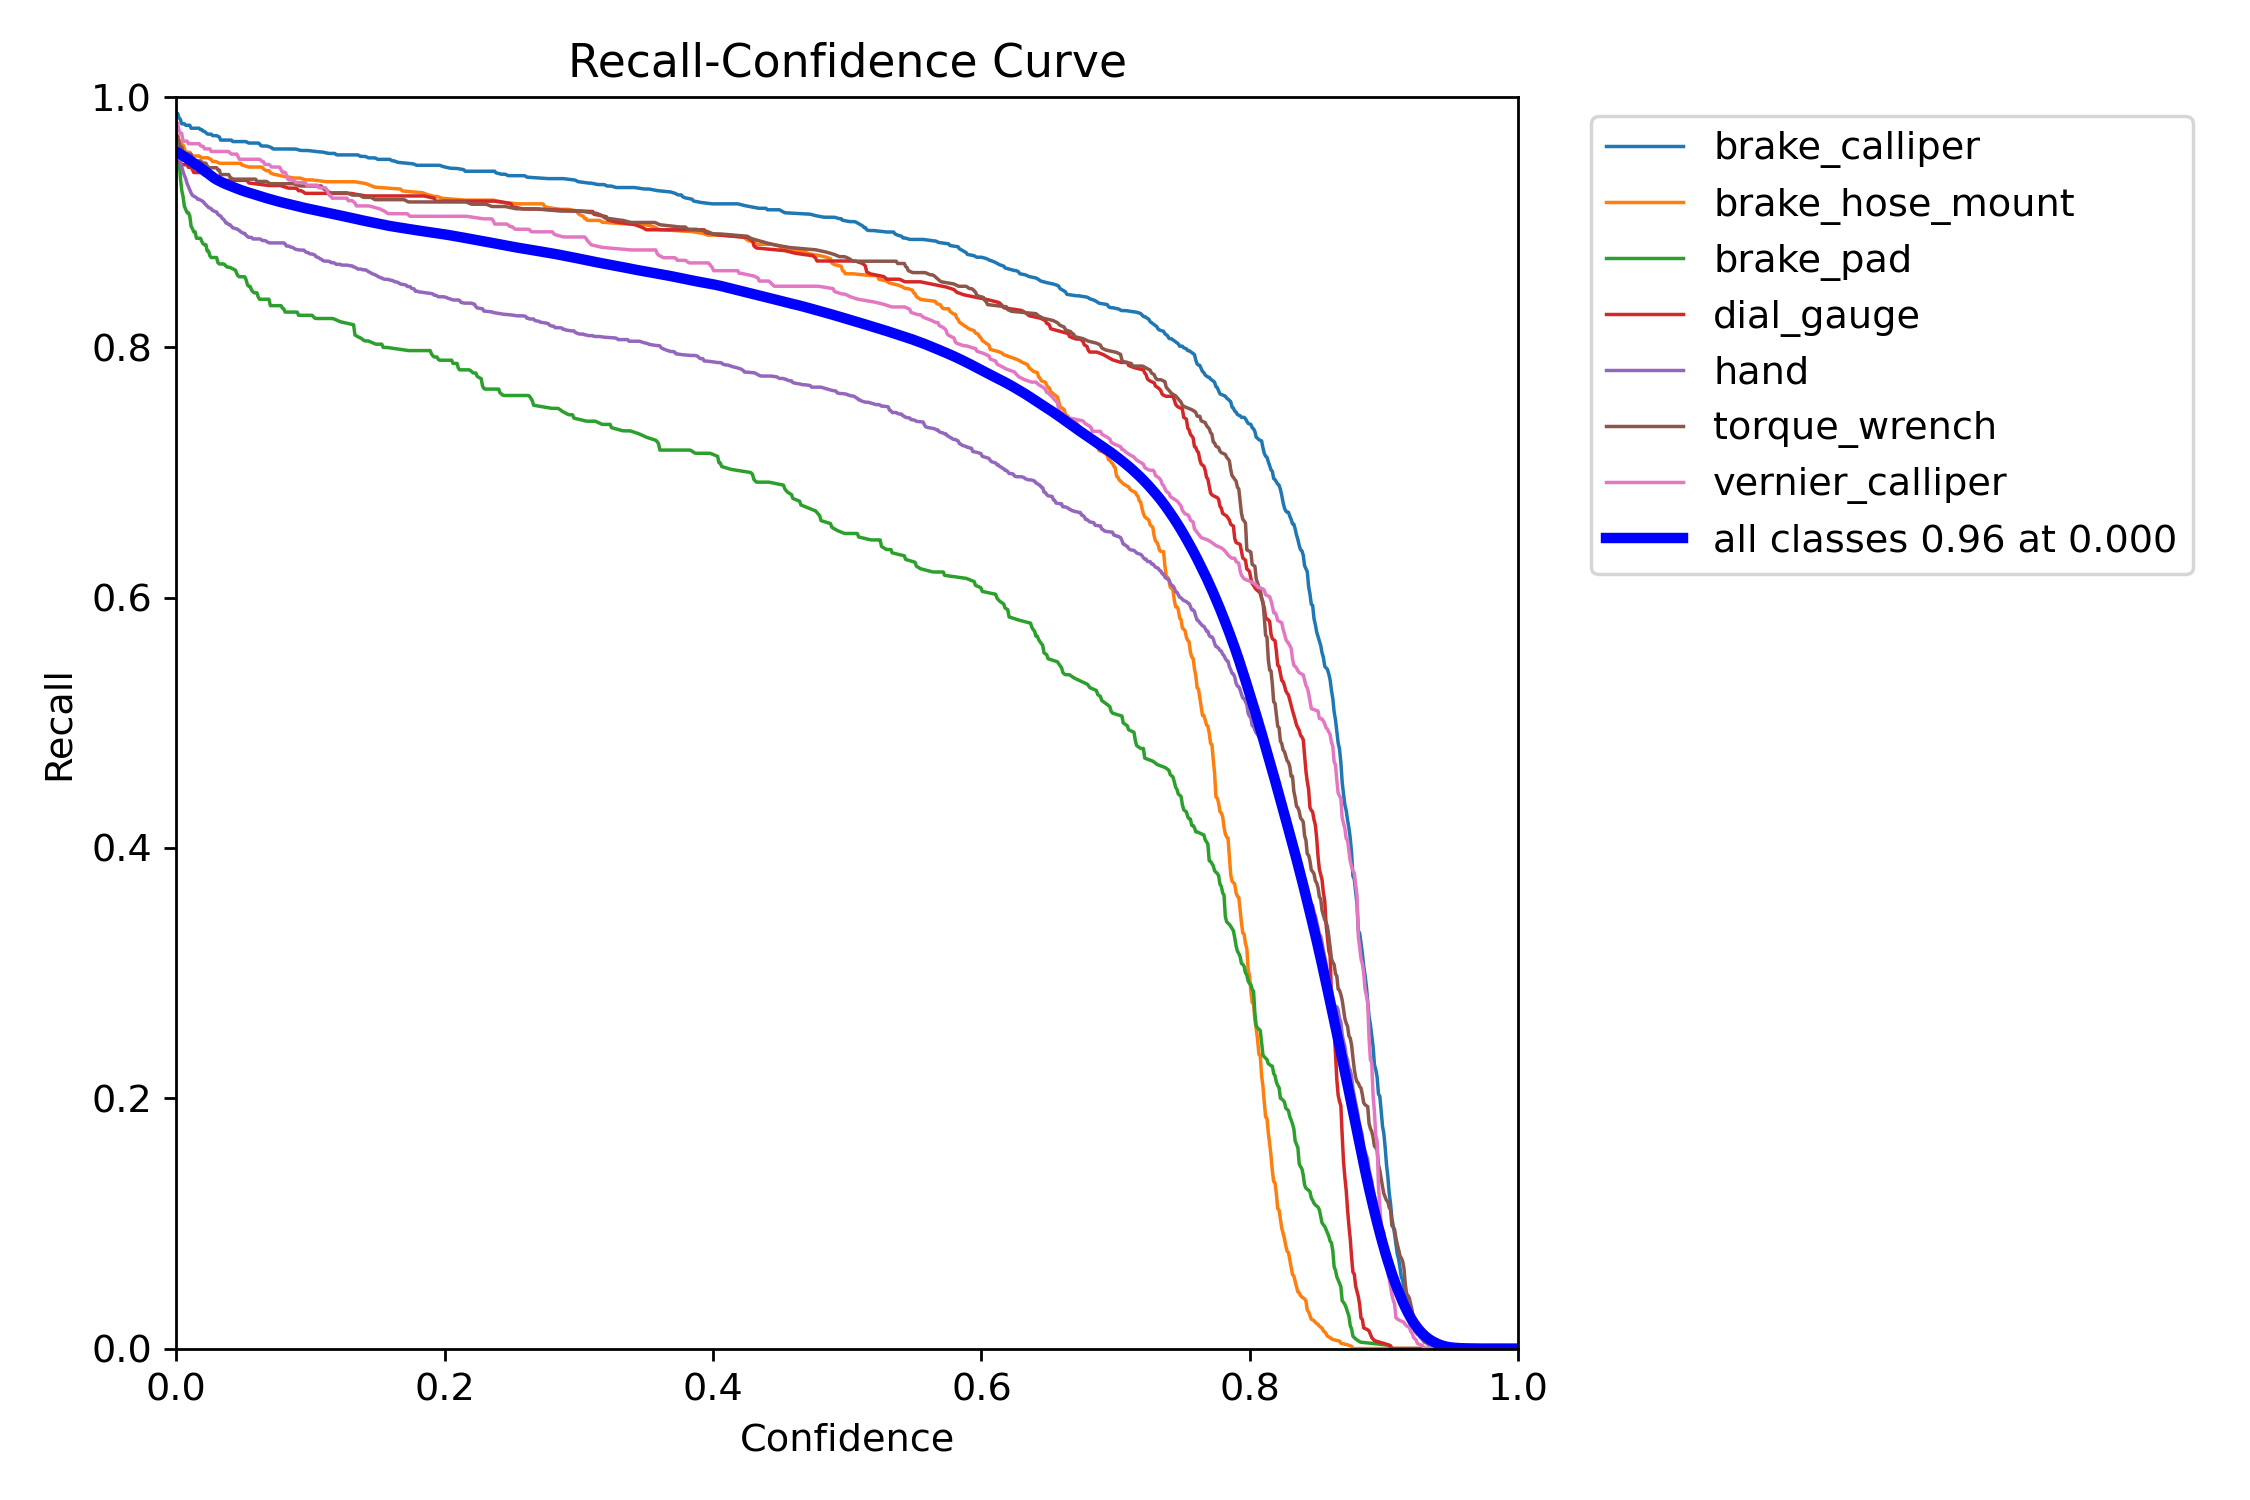 Recall-Confidence Curve
1.0
0.8
0.6
0.4
0.2
0.0
Recall
0.0 0.2 0.4 0.6 0.8 1.0
Confidence
brake_calliper
brake_hose_mount
brake_pad
dial_gauge
hand
torque_wrench
vernier_calliper
all classes 0.96 at 0.000